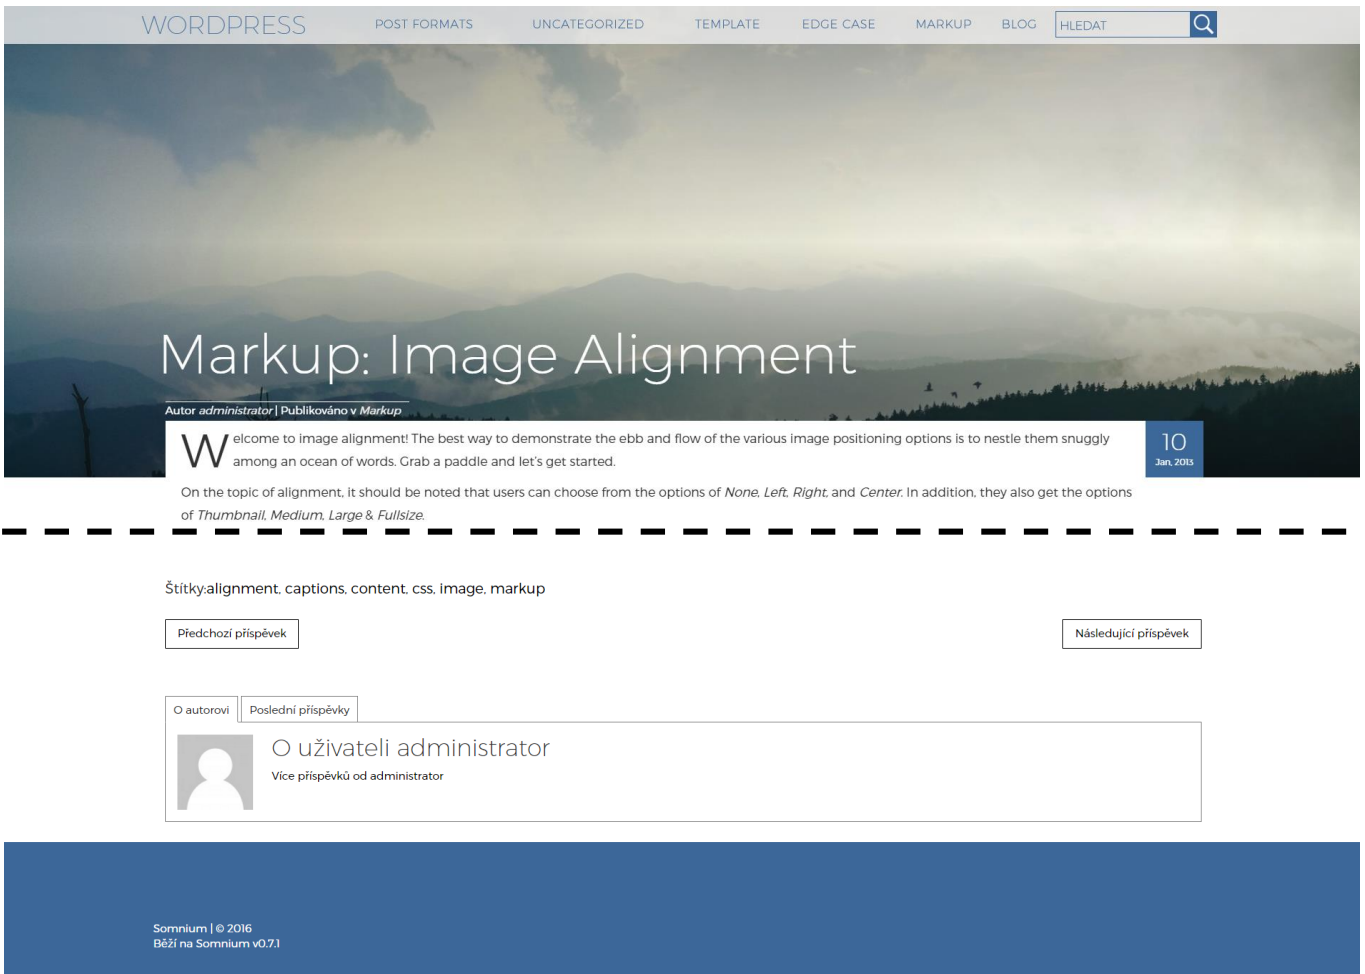 WORDPRESS POST FORMATS UNCATEGORIZED TEMPLATE EDGE CASE MARKUP BLOG HLEDAT
Markup: Image Alignment
Autor administrator | Publikováno v Markup
Welcome to image alignment! The best way to demonstrate the ebb and flow of the various image positioning options is to nestle them snuggly
among an ocean of words. Grab a paddle and let's get started.
10
Jan, 2013
On the topic of alignment, it should be noted that users can choose from the options of None, Left, Right, and Center. In addition, they also get the options
of Thumbnail, Medium, Large & Fullsize.
Štítky:alignment, captions, content, css, image, markup
Předchozí příspěvek Následující příspěvek
O autorovi Poslední příspěvky
O uživateli administrator
Více příspěvků od administrator
Somnium | © 2016
Běží na Somnium v0.7.1